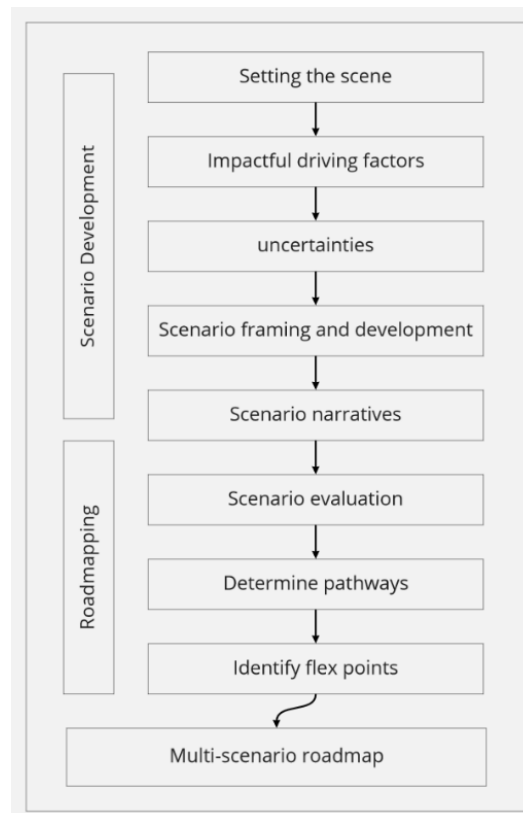 Setting the scene
Impactful driving factors
uncertainties
Scenario framing and development
Scenario narratives
Scenario Development
Scenario evaluation
Determine pathways
Identify flex points
Roadmapping
Multi-scenario roadmap